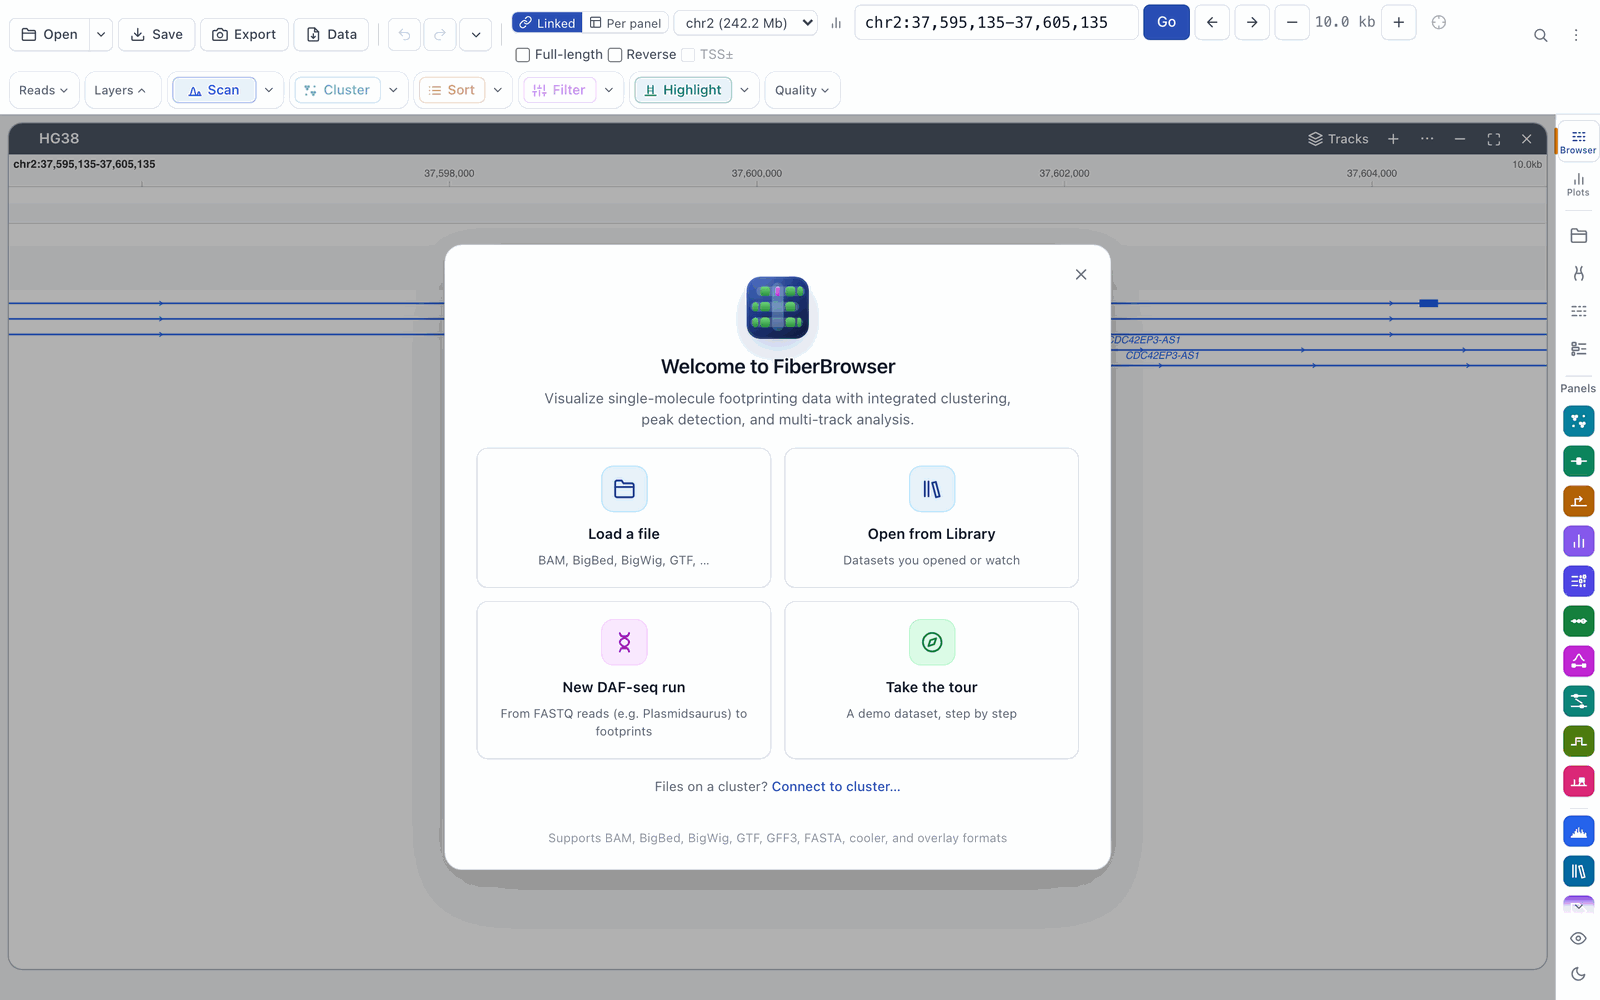 Open
Save
Export
Data
Linked
Per panel
chr2 (242.2 Mb)
chr2:37,595,135–37,605,135
Go
10.0 kb
Full-length
Reverse
TSS±
Reads
Layers
Scan
Cluster
Sort
Filter
Highlight
Quality
HG38
Tracks
chr2:37,595,135-37,605,135
10.0kb
37,598,000
37,600,000
37,602,000
37,604,000
CDC42EP3-AS1
CDC42EP3-AS1
Welcome to FiberBrowser
Visualize single-molecule footprinting data with integrated clustering,
peak detection, and multi-track analysis.
Load a file
BAM, BigBed, BigWig, GTF, ...
Open from Library
Datasets you opened or watch
New DAF-seq run
From FASTQ reads (e.g. Plasmidsaurus) to
footprints
Take the tour
A demo dataset, step by step
Files on a cluster? Connect to cluster...
Supports BAM, BigBed, BigWig, GTF, GFF3, FASTA, cooler, and overlay formats
Browser
Plots
Panels